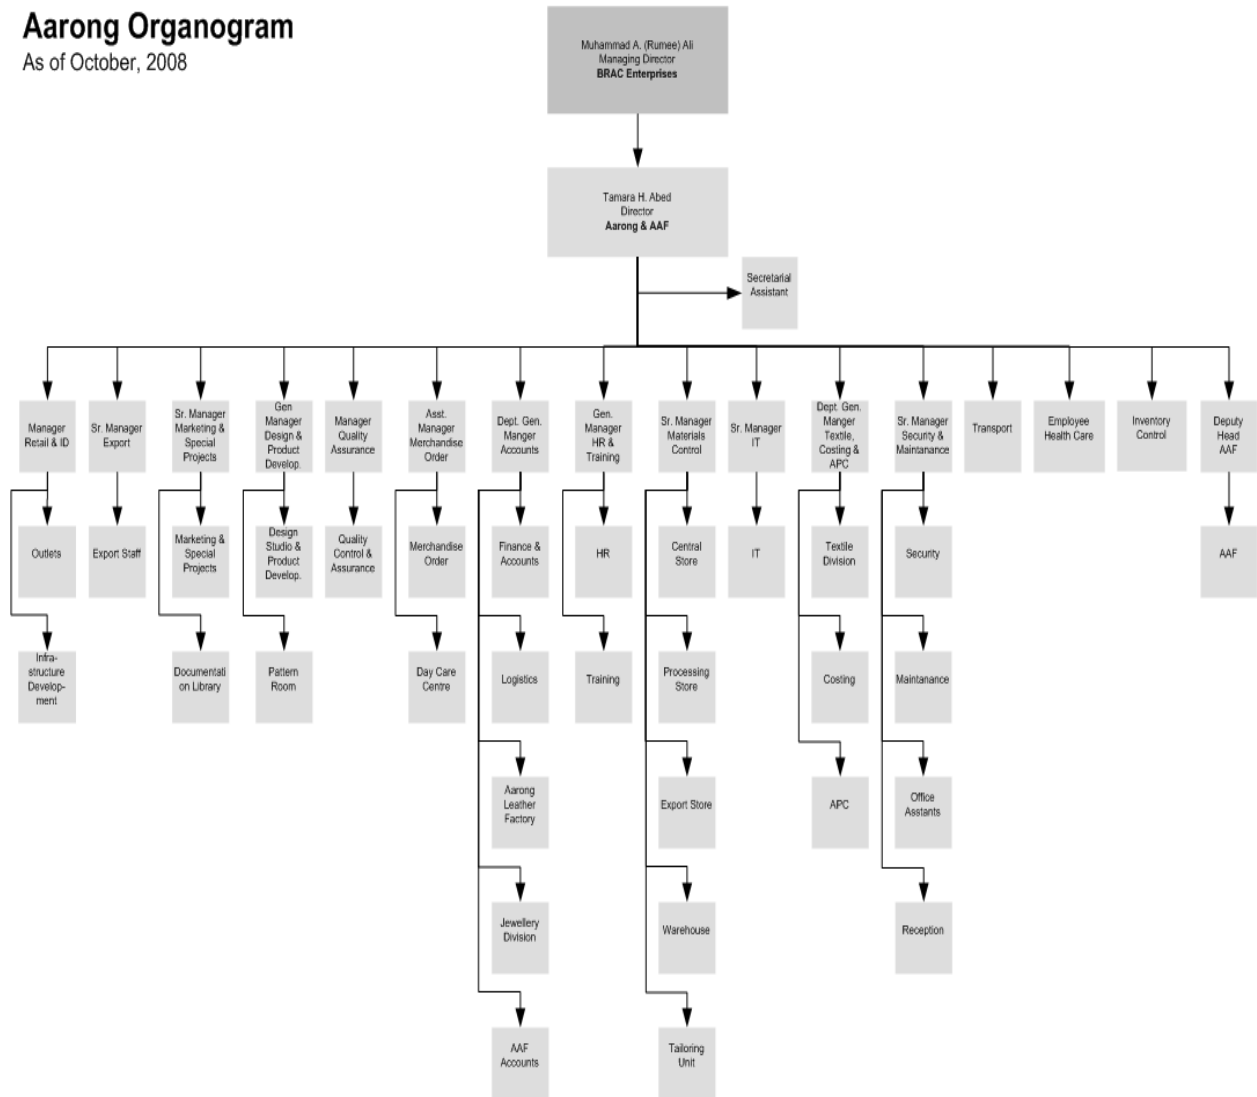 Aarong Organogram
As of October, 2008
Muhammad A. (Rumee) Ali
Managing Director
BRAC Enterprises
Tamara H. Abed
Director
Aarong & AAF
Secretarial
Assistant
Manager
Retail & ID
Sr. Manager
Export
Sr. Manager
Marketing &
Special
Projects
Gen
Manager
Design &
Product
Develop.
Manager
Quality
Assurance
Asst.
Manager
Merchandise
Order
Dept. Gen.
Manger
Accounts
Gen.
Manager
HR &
Training
Sr. Manager
Materials
Control
Sr. Manager
IT
Dept. Gen.
Manger
Textile,
Costing &
APC
Sr. Manager
Security &
Maintanance
Transport
Employee
Health Care
Inventory
Control
Deputy
Head
AAF
Outlets
Export Staff
Marketing &
Special
Projects
Design
Studio &
Product
Develop.
Quality
Control &
Assurance
Merchandise
Order
Finance &
Accounts
HR
Central
Store
IT
Textile
Division
Security
AAF
Infra-
structure
Develop-
ment
Documentati
on Library
Pattern
Room
Day Care
Centre
Logistics
Training
Processing
Store
Costing
Maintanance
Aarong
Leather
Factory
Export Store
APC
Office
Asstants
Jewellery
Division
Warehouse
Reception
AAF
Accounts
Tailoring
Unit